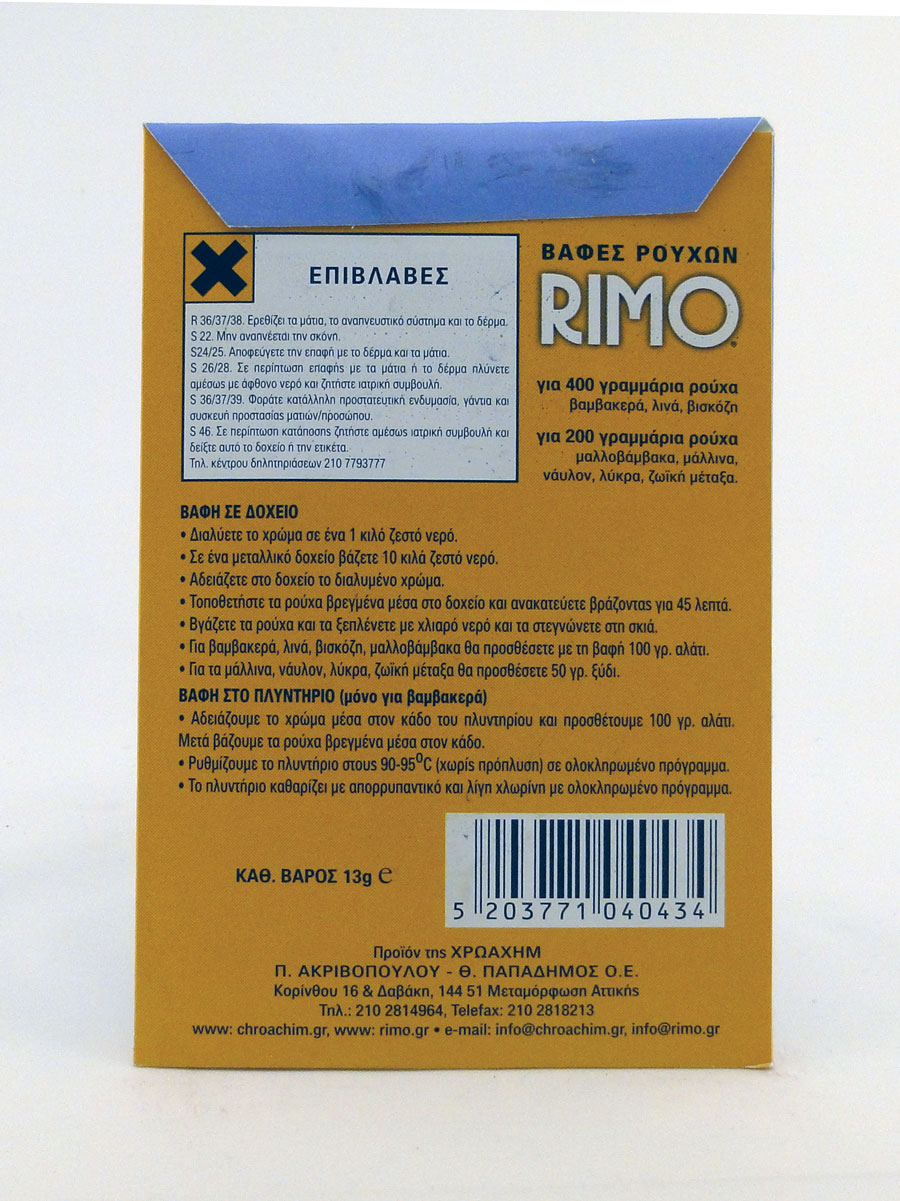 ΕΠΙΒΛΑΒΕΣ
R 36/37/38. Ερεθίζει τα μάτια, το αναπνευστικό σύστημα και το δέρμα.
S 22. Μην αναπνέεται την σκόνη.
S24/25. Αποφεύγετε την επαφή με το δέρμα και τα μάτια.
S 26/28. Σε περίπτωση επαφής με τα μάτια ή το δέρμα πλύνετε
αμέσως με άφθονο νερό και ζητήστε ιατρική συμβουλή.
S 36/37/39. Φοράτε κατάλληλη προστατευτική ενδυμασία, γάντια και
συσκευή προστασίας ματιών/προσώπου.
S 46. Σε περίπτωση κατάποσης ζητήστε αμέσως ιατρική συμβουλή και
δείξτε αυτό το δοχείο ή την ετικέτα.
Τηλ. κέντρου δηλητηριάσεων 210 7793777
ΒΑΦΕΣ ΡΟΥΧΩΝ
RIMO
για 400 γραμμάρια ρούχα
βαμβακερά, λινά, βισκόζη
για 200 γραμμάρια ρούχα
μαλλοβάμβακα, μάλλινα,
νάυλον, λύκρα, ζωϊκή μέταξα.
ΒΑΦΗ ΣΕ ΔΟΧΕΙΟ
• Διαλύετε το χρώμα σε ένα 1 κιλό ζεστό νερό.
• Σε ένα μεταλλικό δοχείο βάζετε 10 κιλά ζεστό νερό.
• Αδειάζετε στο δοχείο το διαλυμένο χρώμα.
• Τοποθετήστε τα ρούχα βρεγμένα μέσα στο δοχείο και ανακατεύετε βράζοντας για 45 λεπτά.
• Βγάζετε τα ρούχα και τα ξεπλένετε με χλιαρό νερό και τα στεγνώνετε στη σκιά.
• Για βαμβακερά, λινά, βισκόζη, μαλλοβάμβακα θα προσθέσετε με τη βαφή 100 γρ. αλάτι.
• Για τα μάλλινα, νάυλον, λύκρα, ζωϊκή μέταξα θα προσθέσετε 50 γρ. ξύδι.
ΒΑΦΗ ΣΤΟ ΠΛΥΝΤΗΡΙΟ (μόνο για βαμβακερά)
• Αδειάζουμε το χρώμα μέσα στον κάδο του πλυντηρίου και προσθέτουμε 100 γρ. αλάτι.
Μετά βάζουμε τα ρούχα βρεγμένα μέσα στον κάδο.
• Ρυθμίζουμε το πλυντήριο στους 90-95ºC (χωρίς πρόπλυση) σε ολοκληρωμένο πρόγραμμα.
• Το πλυντήριο καθαρίζει με απορρυπαντικό και λίγη χλωρίνη με ολοκληρωμένο πρόγραμμα.
ΚΑΘ. ΒΑΡΟΣ 13g e
5 203771 040434
Προϊόν της ΧΡΩΑΧΗΜ
Π. ΑΚΡΙΒΟΠΟΥΛΟΥ - Θ. ΠΑΠΑΔΗΜΟΣ Ο.Ε.
Κορίνθου 16 & Δαβάκη, 144 51 Μεταμόρφωση Αττικής
Τηλ.: 210 2814964, Telefax: 210 2818213
www: chroachim.gr, www: rimo.gr • e-mail: info@chroachim.gr, info@rimo.gr